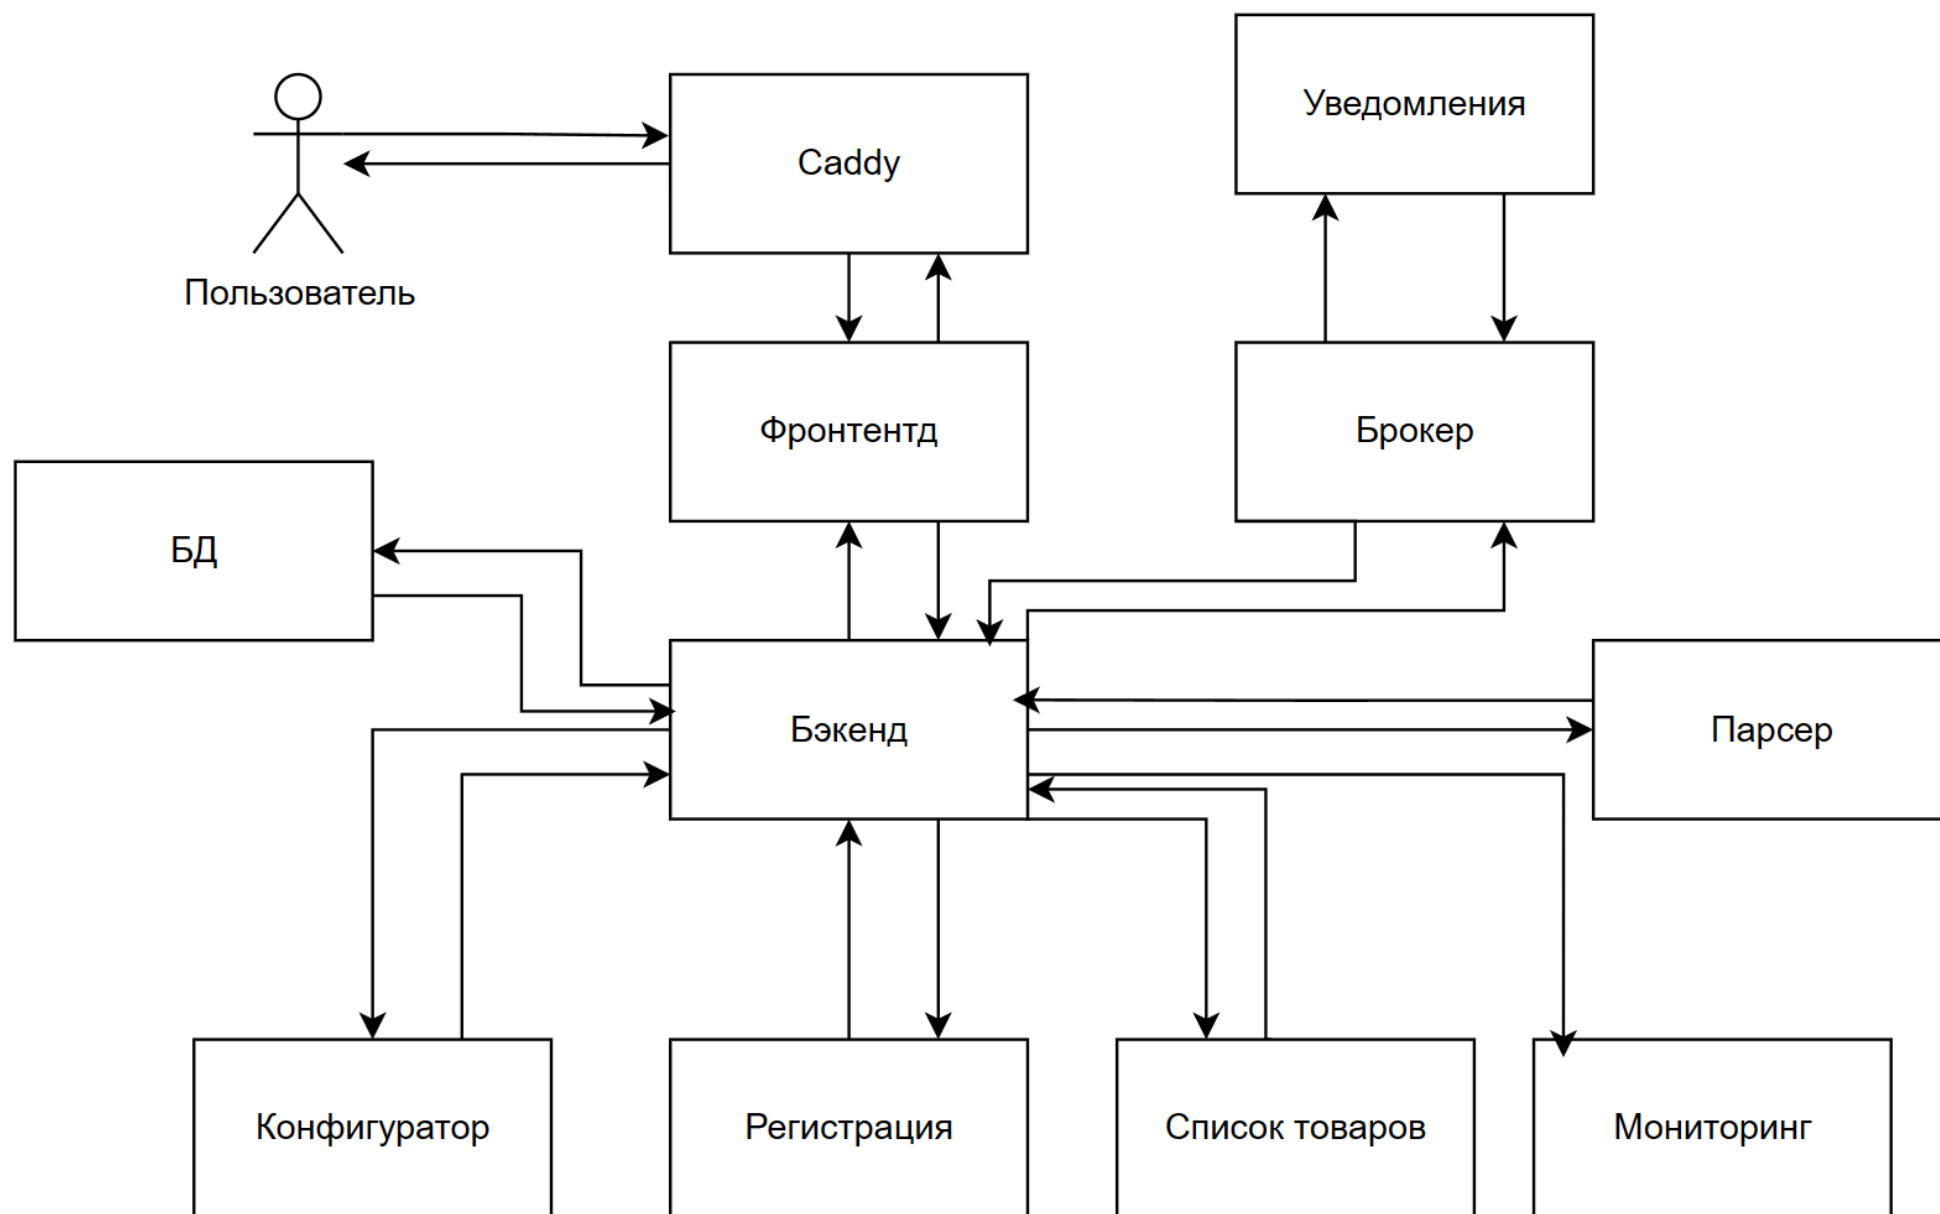 Уведомления
Caddy
Пользователь
Фронтентд
Брокер
БД
Бэкенд
Парсер
Конфигуратор
Регистрация
Список товаров
Мониторинг